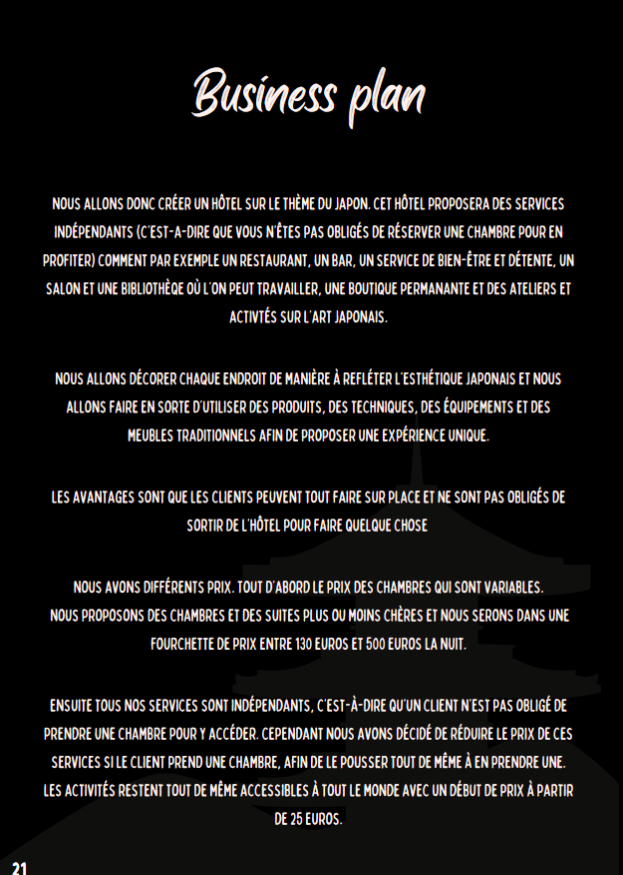 Business plan
NOUS ALLONS DONC CRÉER UN HÔTEL SUR LE THÈME DU JAPON. CET HÔTEL PROPOSERA DES SERVICES
INDÉPENDANTS (C'EST-A-DIRE QUE VOUS N'ÊTES PAS OBLIGÉS DE RÉSERVER UNE CHAMBRE POUR EN
PROFITER) COMMENT PAR EXEMPLE UN RESTAURANT, UN BAR, UN SERVICE DE BIEN-ÊTRE ET DÉTENTE, UN
SALON ET UNE BIBLIOTHÈQE OÙ L'ON PEUT TRAVAILLER, UNE BOUTIQUE PERMANANTE ET DES ATELIERS ET
ACTIVTÉS SUR L'ART JAPONAIS.
NOUS ALLONS DÉCORER CHAQUE ENDROIT DE MANIÈRE À REFLÉTER L'ESTHÉTIQUE JAPONAIS ET NOUS
ALLONS FAIRE EN SORTE D'UTILISER DES PRODUITS, DES TECHNIQUES, DES ÉQUIPEMENTS ET DES
MEUBLES TRADITIONNELS AFIN DE PROPOSER UNE EXPÉRIENCE UNIQUE.
LES AVANTAGES SONT QUE LES CLIENTS PEUVENT TOUT FAIRE SUR PLACE ET NE SONT PAS OBLIGÉS DE
SORTIR DE L'HÔTEL POUR FAIRE QUELQUE CHOSE
NOUS AVONS DIFFÉRENTS PRIX. TOUT D'ABORD LE PRIX DES CHAMBRES QUI SONT VARIABLES.
NOUS PROPOSONS DES CHAMBRES ET DES SUITES PLUS OU MOINS CHÈRES ET NOUS SERONS DANS UNE
FOURCHETTE DE PRIX ENTRE 130 EUROS ET 500 EUROS LA NUIT.
ENSUITE TOUS NOS SERVICES SONT INDÉPENDANTS, C'EST-À-DIRE QU'UN CLIENT N'EST PAS OBLIGÉ DE
PRENDRE UNE CHAMBRE POUR Y ACCÉDER. CEPENDANT NOUS AVONS DÉCIDÉ DE RÉDUIRE LE PRIX DE CES
SERVICES SI LE CLIENT PREND UNE CHAMBRE, AFIN DE LE POUSSER TOUT DE MÊME À EN PRENDRE UNE.
LES ACTIVITÉS RESTENT TOUT DE MÊME ACCESSIBLES À TOUT LE MONDE AVEC UN DÉBUT DE PRIX À PARTIR
DE 25 EUROS.
21